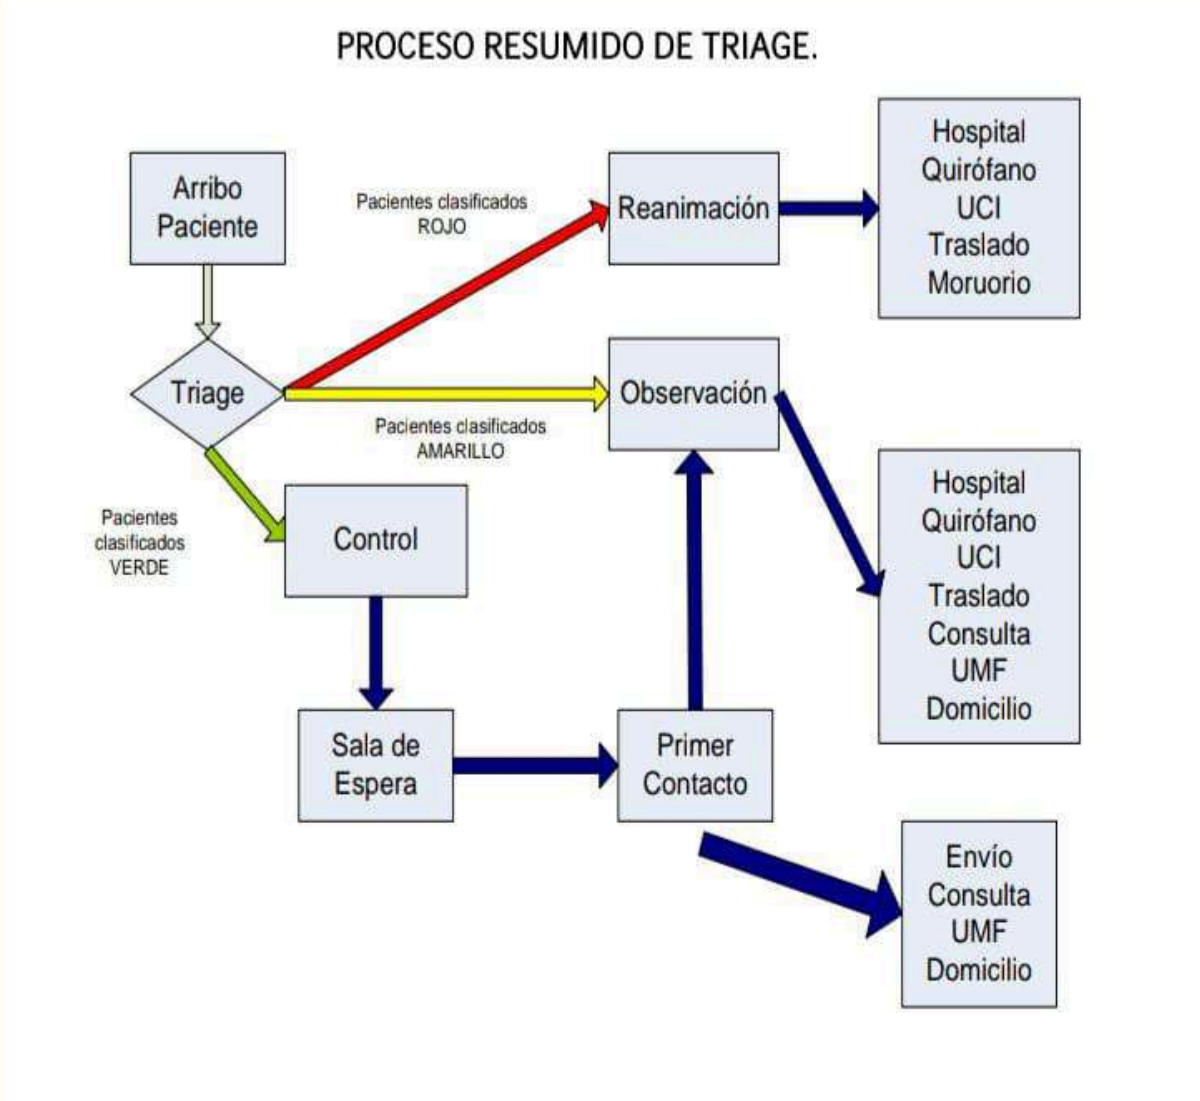 PROCESO RESUMIDO DE TRIAGE.
Arribo
Paciente
Pacientes clasificados
ROJO
Reanimación
Hospital
Quirófano
UCI
Traslado
Moruorio
Triage
Pacientes clasificados
AMARILLO
Observación
Hospital
Quirófano
UCI
Traslado
Consulta
UMF
Domicilio
Pacientes
clasificados
VERDE
Control
Sala de
Espera
Primer
Contacto
Envío
Consulta
UMF
Domicilio